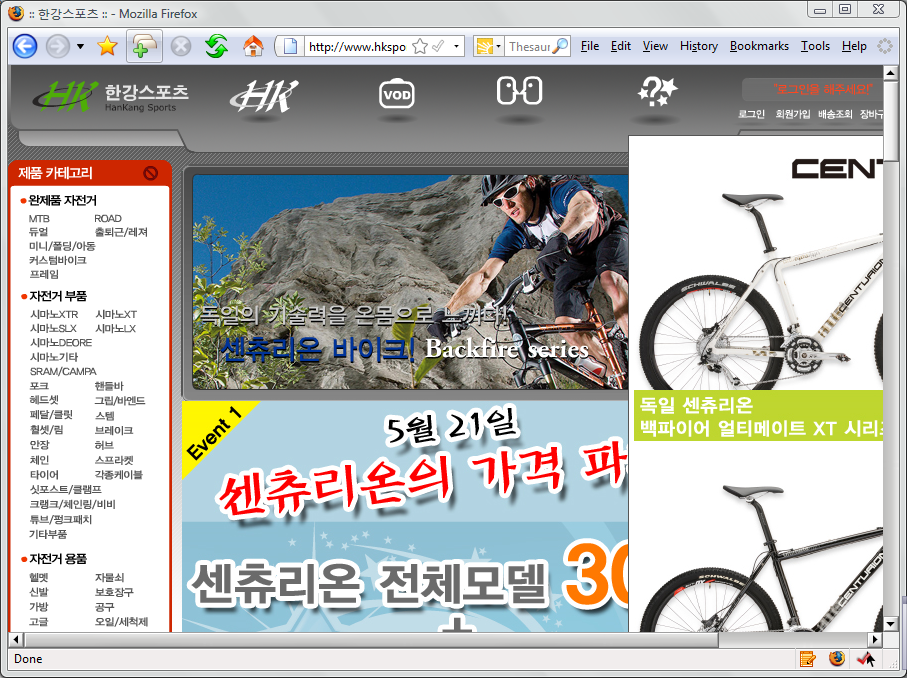 :: 한강스포츠 :: - Mozilla Firefox
http://www.hkspo
Thesaur
File Edit View History Bookmarks Tools Help
HK 한강스포츠
HanKang Sports
HK
VOD
"로그인을 해주세요!"
로그인 회원가입 배송조회 장바구
제품 카테고리
완제품 자전거
MTB ROAD
듀얼 출퇴근/레져
미니/폴딩/아동
커스텀바이크
프레임
자전거 부품
시마노XTR 시마노XT
시마노SLX 시마노LX
시마노DEORE
시마노기타
SRAM/CAMPA
포크 핸들바
헤드셋 그립/바엔드
페달/클릿 스템
휠셋/림 브레이크
안장 허브
체인 스프라켓
타이어 각종케이블
싯포스트/클램프
크랭크/체인링/비비
튜브/펑크패치
기타부품
자전거 용품
헬멧 자물쇠
신발 보호장구
가방 공구
고글 오일/세척제
독일의 기술력을 온몸으로 느껴다!
센츄리온 바이크! Backfire series
Event 1
5월 21일
센츄리온의 가격 파
센츄리온 전체모델 30
+
CENT
SCHWALBE
CENTURION
독일 센츄리온
백파이어 얼티메이트 XT 시리즈
SCHWALBE
CENTURION
Done